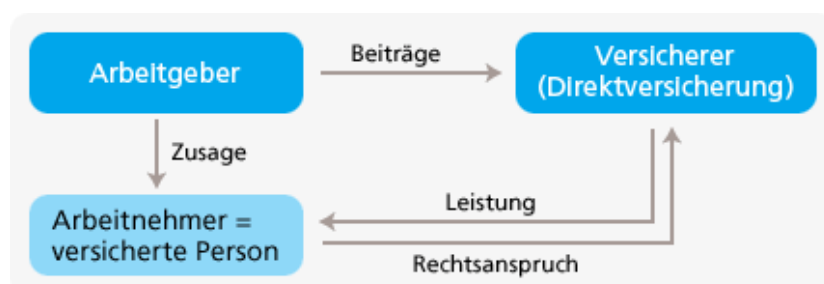 Arbeitgeber
Beiträge
Versicherer
(Direktversicherung)
Zusage
Arbeitnehmer =
versicherte Person
Leistung
Rechtsanspruch